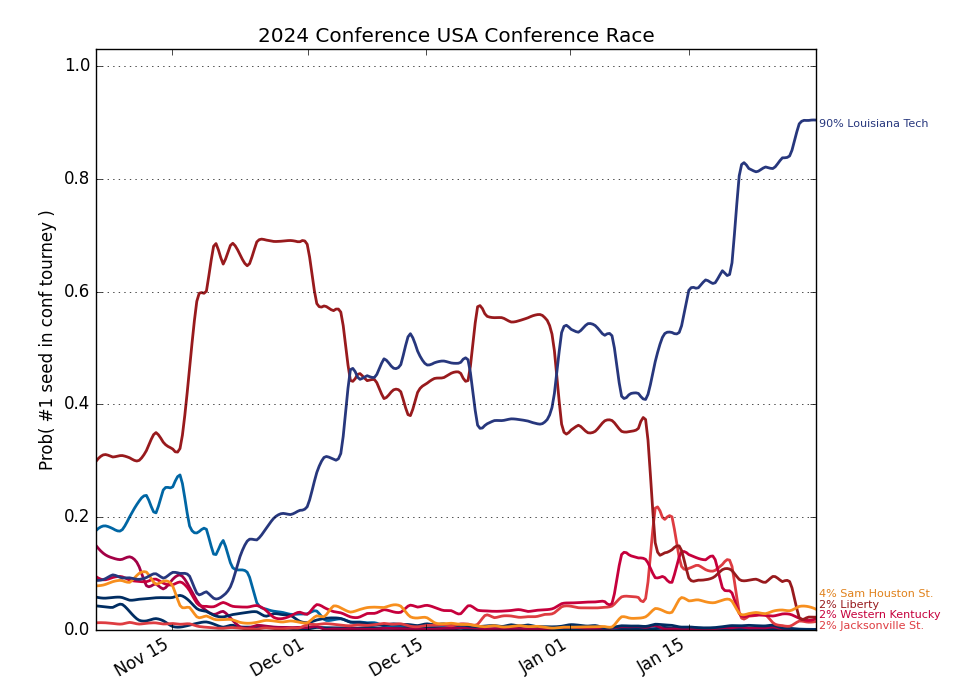 2024 Conference USA Conference Race
Prob( #1 seed in conf tourney )
1.0
0.8
0.6
0.4
0.2
0.0
Nov 15
Dec 01
Dec 15
Jan 01
Jan 15
90% Louisiana Tech
4% Sam Houston St.
2% Liberty
2% Western Kentucky
2% Jacksonville St.